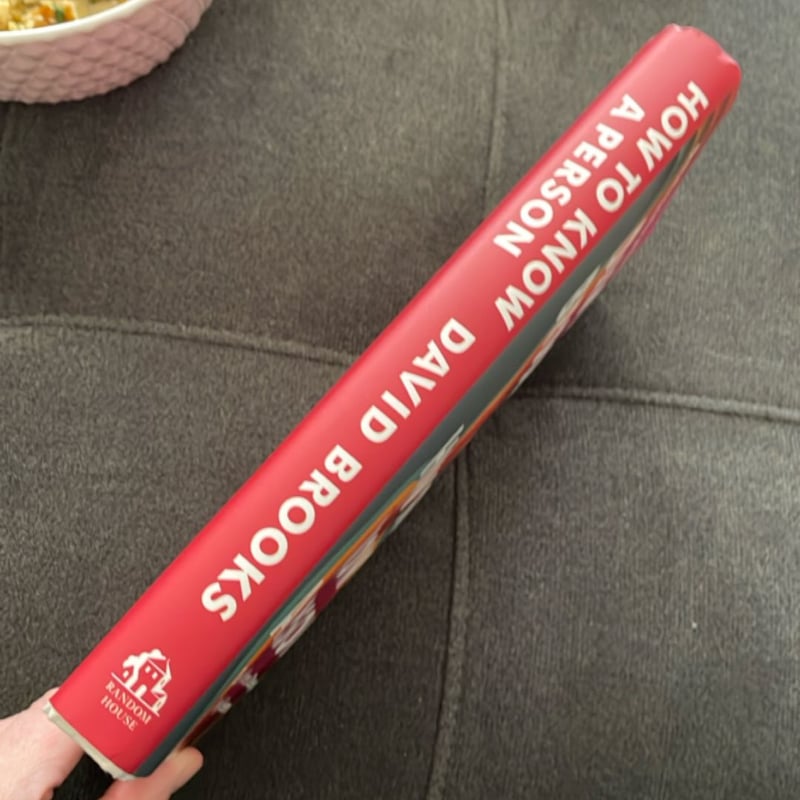 HOW TO KNOW
A PERSON
DAVID BROOKS
RANDOM
HOUSE